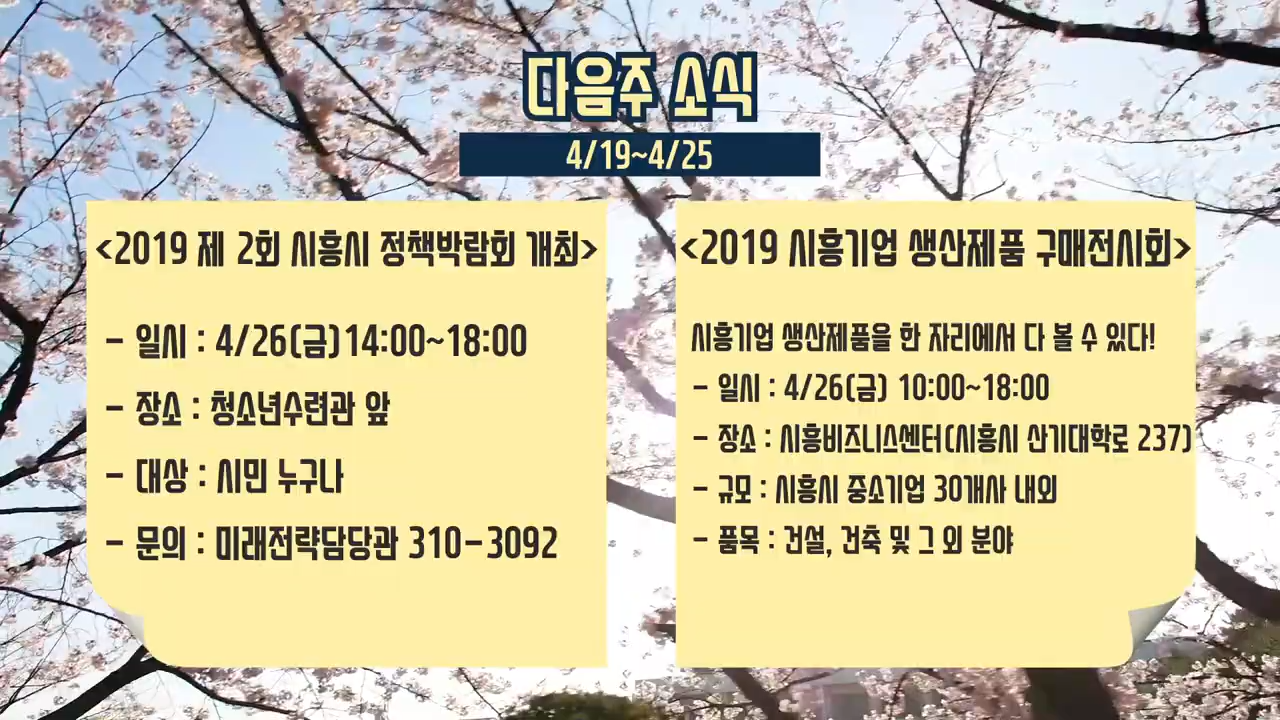 다음주 소식
4/19~4/25
<2019 제 2회 시흥시 정책박람회 개최>
- 일시 : 4/26(금)14:00~18:00
- 장소 : 청소년수련관 앞
- 대상 : 시민 누구나
- 문의 : 미래전략담당관 310-3092
<2019 시흥기업 생산제품 구매전시회>
시흥기업 생산제품을 한 자리에서 다 볼 수 있다!
- 일시 : 4/26(금) 10:00~18:00
- 장소 : 시흥비즈니스센터(시흥시 산기대학로 237)
- 규모 : 시흥시 중소기업 30개사 내외
- 품목 : 건설, 건축 및 그 외 분야